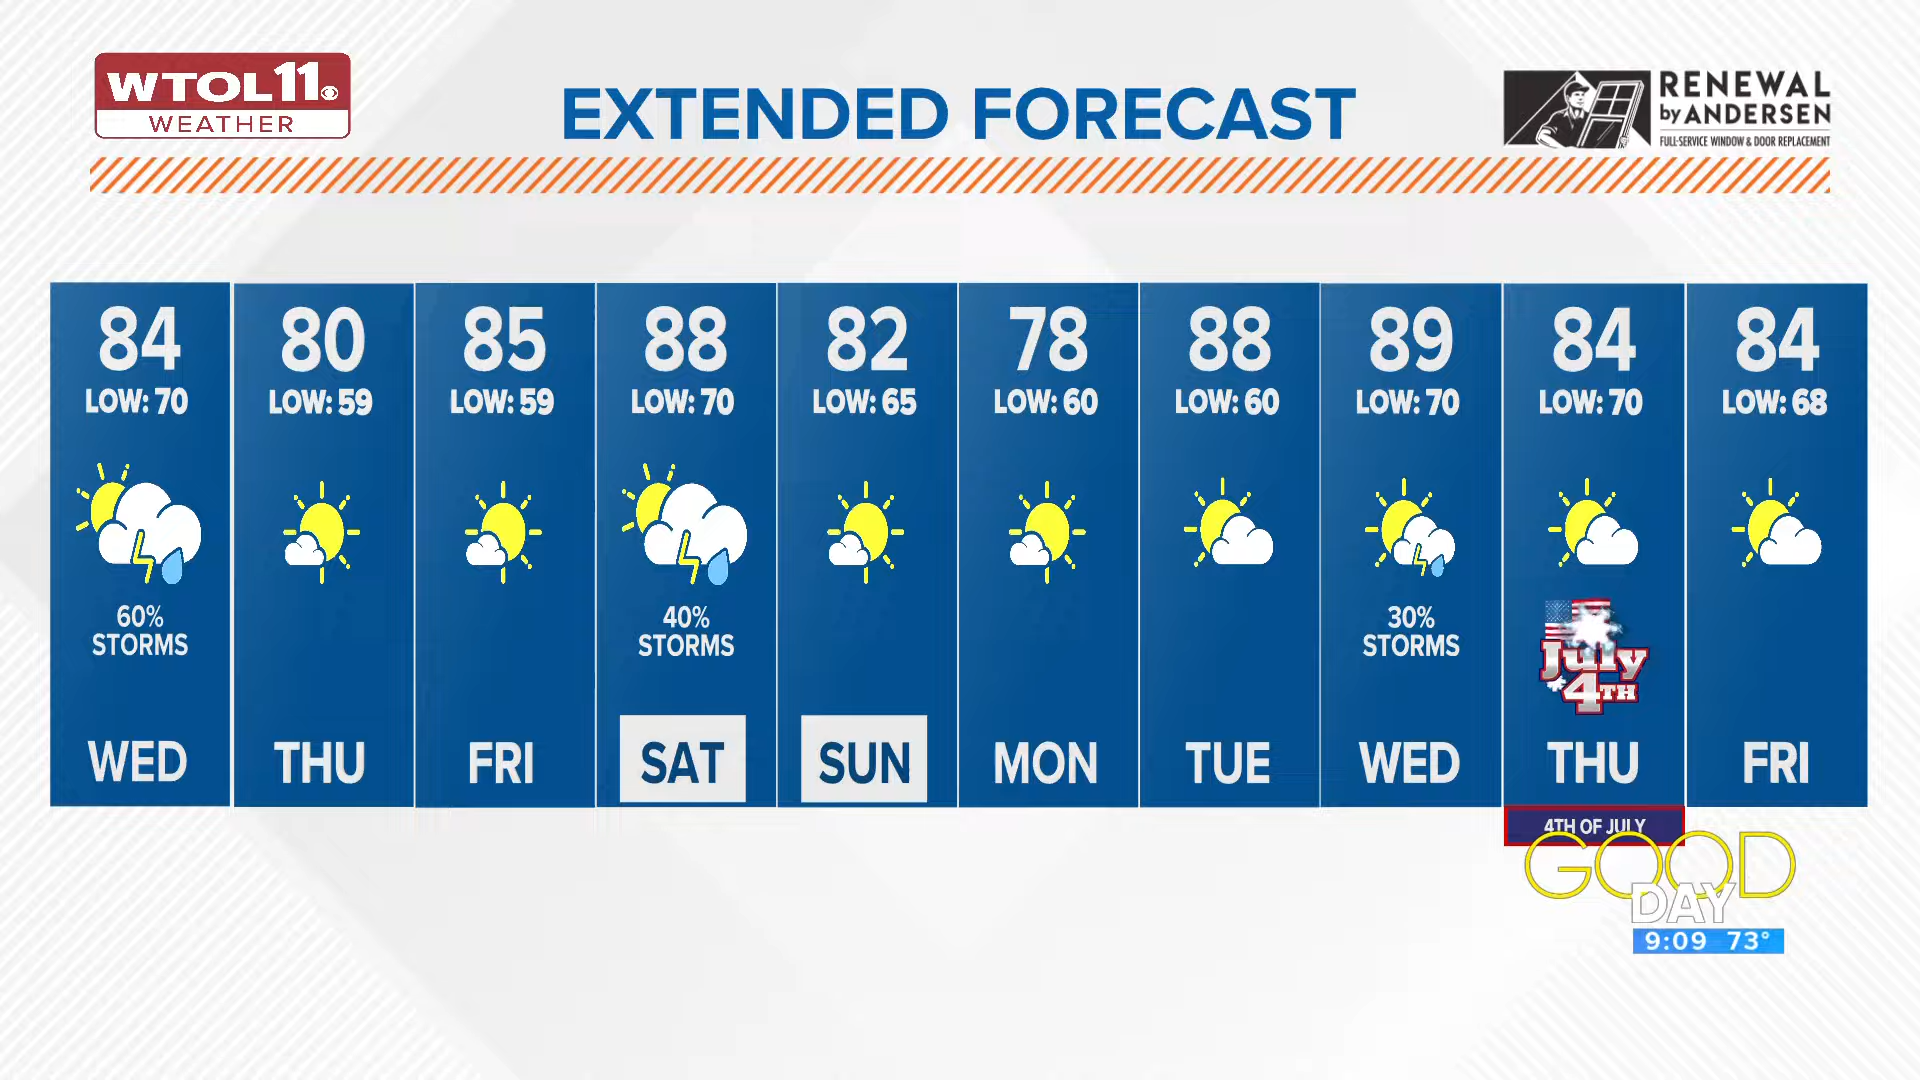 WTOL11
WEATHER
EXTENDED FORECAST
RENEWAL
by ANDERSEN
FULL-SERVICE WINDOW & DOOR REPLACEMENT
84
LOW: 70
60%
STORMS
WED
80
LOW: 59
THU
85
LOW: 59
FRI
88
LOW: 70
40%
STORMS
SAT
82
LOW: 65
SUN
78
LOW: 60
MON
88
LOW: 60
TUE
89
LOW: 70
30%
STORMS
WED
84
LOW: 70
July
4TH
THU
4TH OF JULY
84
LOW: 68
FRI
GOOD
DAY
9:09 73°